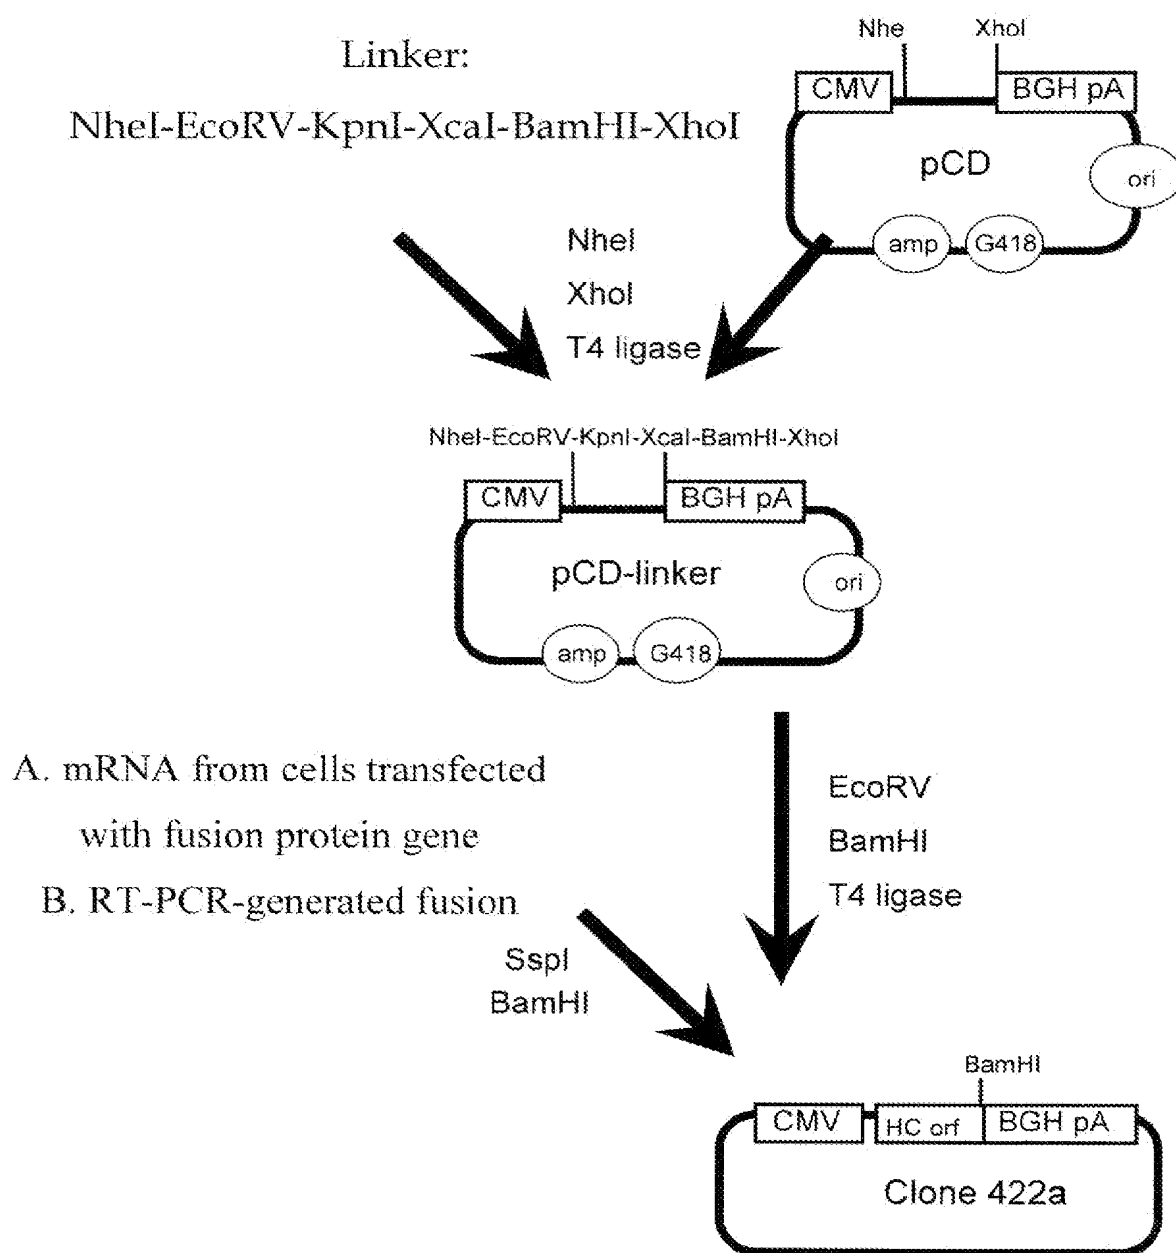 Linker:
NheI-EcoRV-KpnI-XcaI-BamHI-XhoI
Nhe XhoI
CMV BGH pA
pCD
ori
amp G418
NheI
XhoI
T4 ligase
NheI-EcoRV-KpnI-XcaI-BamHI-XhoI
CMV BGH pA
pCD-linker
ori
amp G418
A. mRNA from cells transfected
with fusion protein gene
B. RT-PCR-generated fusion
EcoRV
BamHI
T4 ligase
SspI
BamHI
BamHI
CMV HC orf BGH pA
Clone 422a